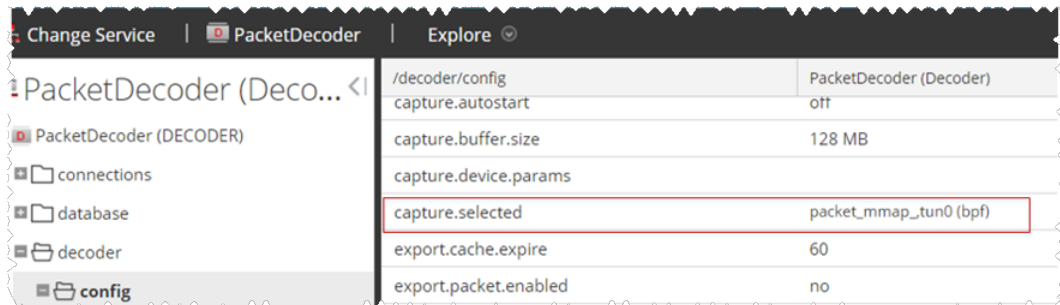 Change Service | PacketDecoder | Explore
PacketDecoder (Deco...
PacketDecoder (DECODER)
connections
database
decoder
config
/decoder/config PacketDecoder (Decoder)
capture.autostart off
capture.buffer.size 128 MB
capture.device.params
capture.selected packet_mmap_,tun0 (bpf)
export.cache.expire 60
export.packet.enabled no